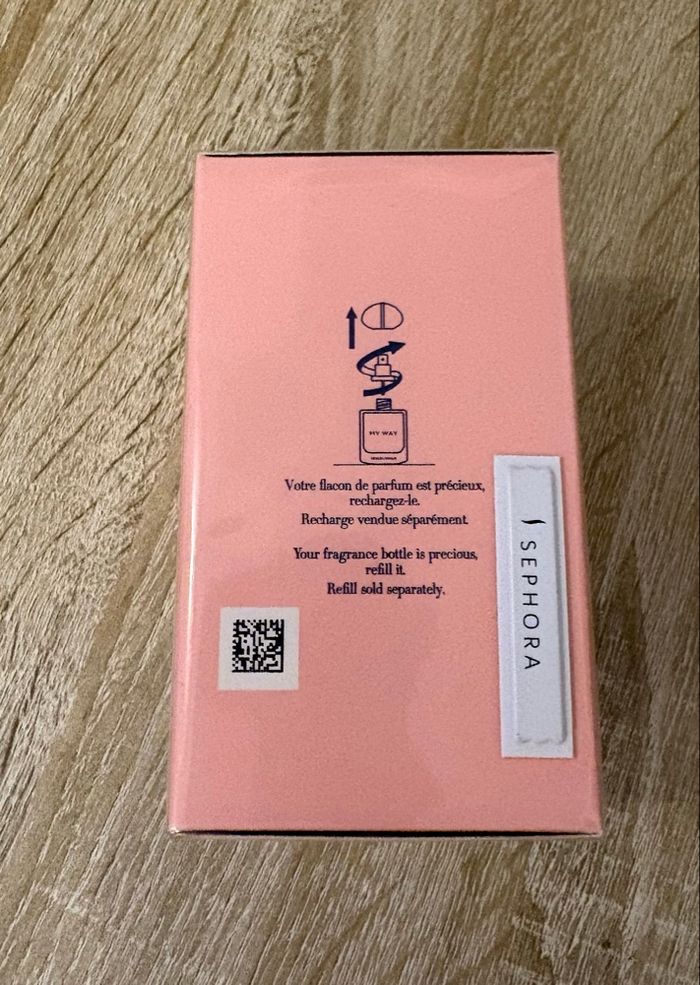 MY WAY
Votre flacon de parfum est précieux,
rechargez-le.
Recharge vendue séparément.
Your fragrance bottle is precious,
refill it.
Refill sold separately.
SEPHORA